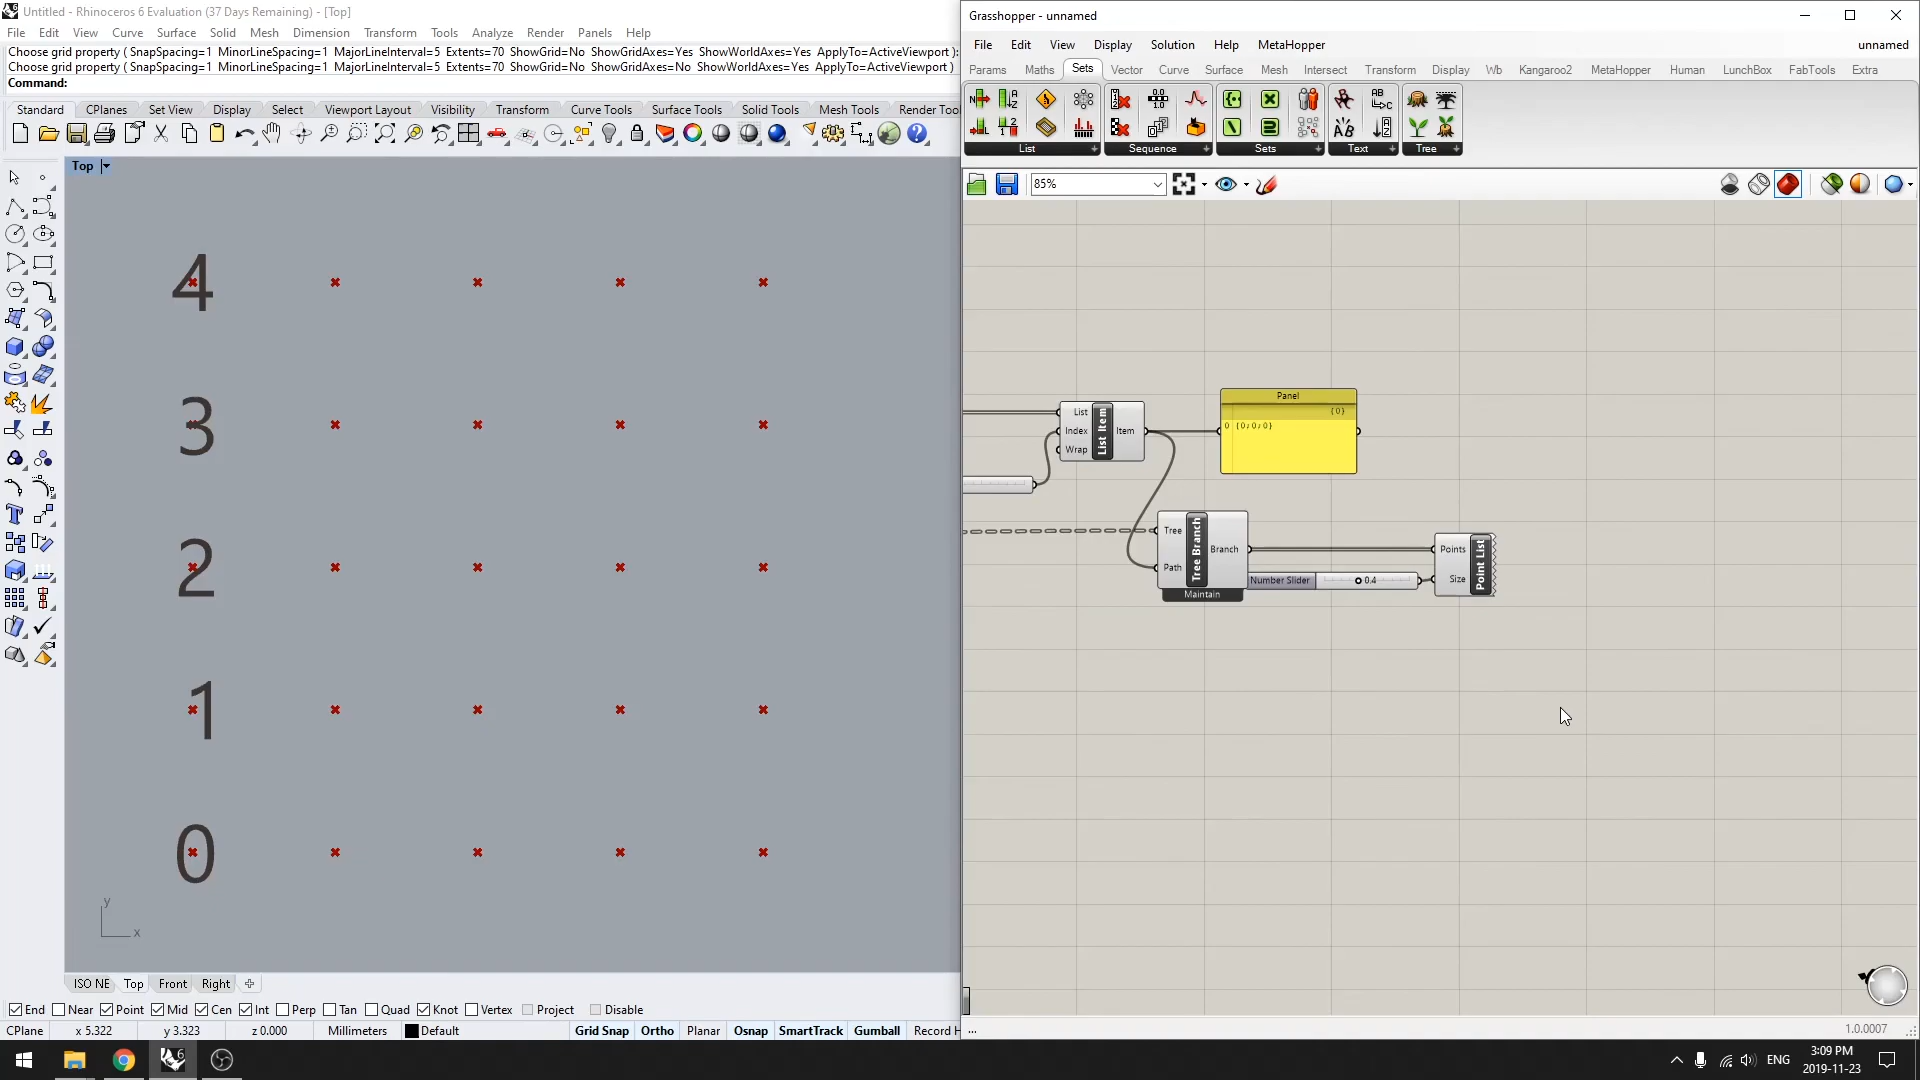 Untitled - Rhinoceros 6 Evaluation (37 Days Remaining) - [Top]
File Edit View Curve Surface Solid Mesh Dimension Transform Tools Analyze Render Panels Help
Choose grid property ( SnapSpacing=1 MinorLineSpacing=1 MajorLineInterval=5 Extents=70 ShowGrid=No ShowGridAxes=Yes ShowWorldAxes=Yes ApplyTo=ActiveViewport ):
Choose grid property ( SnapSpacing=1 MinorLineSpacing=1 MajorLineInterval=5 Extents=70 ShowGrid=No ShowGridAxes=No ShowWorldAxes=Yes ApplyTo=ActiveViewport )
Command:
Standard CPlanes Set View Display Select Viewport Layout Visibility Transform Curve Tools Surface Tools Solid Tools Mesh Tools Render Too
Top
4
3
2
1
0
y
x
ISO NE Top Front Right
End Near Point Mid Cen Int Perp Tan Quad Knot Vertex Project Disable
CPlane x 5.322 y 3.323 z 0.000 Millimeters Default Grid Snap Ortho Planar Osnap SmartTrack Gumball Record H
Grasshopper - unnamed
File Edit View Display Solution Help MetaHopper unnamed
Params Maths Sets Vector Curve Surface Mesh Intersect Transform Display Wb Kangaroo2 MetaHopper Human LunchBox FabTools Extra
List Sequence Sets Text Tree
85%
List
Index
Wrap
List Item
Item
Panel
{0}
0 {0;0;0}
Tree
Path
Tree Branch
Branch
Maintain
Number Slider 0.4
Points
Size
Point List
... 1.0.0007
6
ENG
3:09 PM
2019-11-23